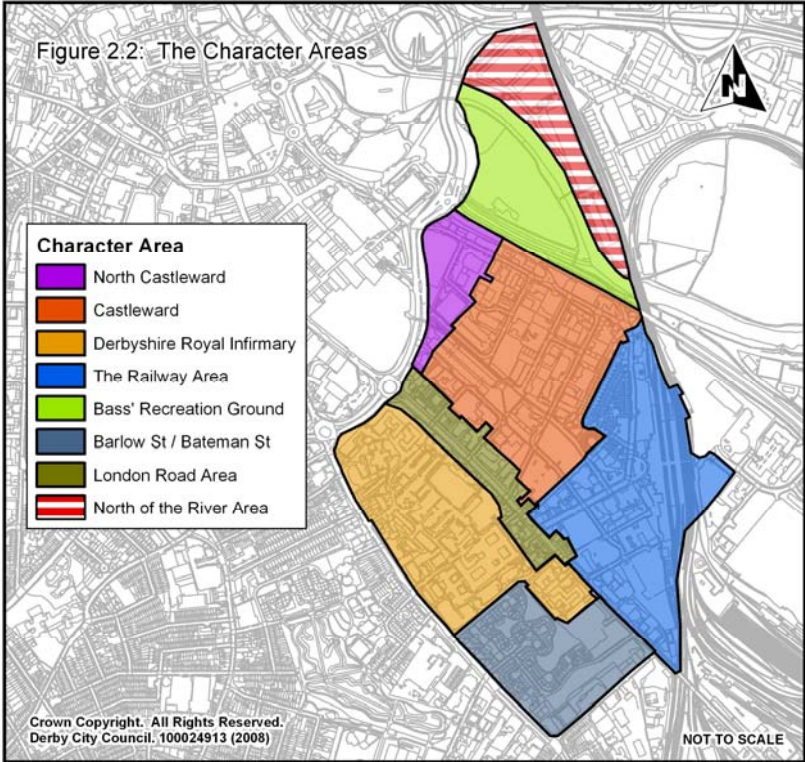 Figure 2.2: The Character Areas
N
Character Area
North Castleward
Castleward
Derbyshire Royal Infirmary
The Railway Area
Bass' Recreation Ground
Barlow St / Bateman St
London Road Area
North of the River Area
Crown Copyright. All Rights Reserved.
Derby City Council. 100024913 (2008)
NOT TO SCALE